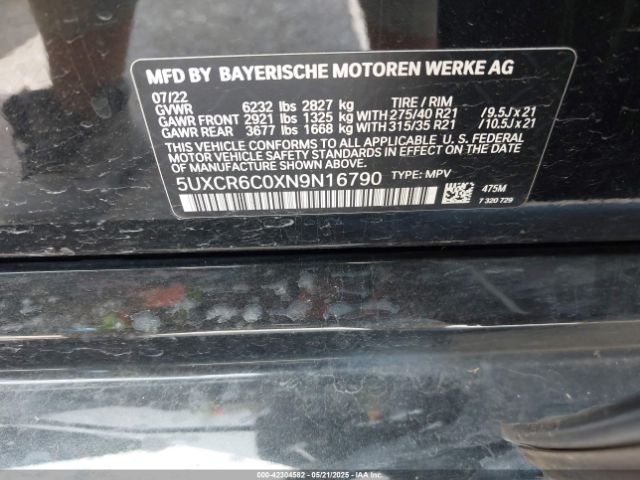 MFD BY BAYERISCHE MOTOREN WERKE AG
07/22
GVWR 6232 lbs 2827 kg TIRE / RIM
GAWR FRONT 2921 lbs 1325 kg WITH 275/40 R21 /9.5J x 21
GAWR REAR 3677 lbs 1668 kg WITH 315/35 R21 /10.5J x 21
THIS VEHICLE CONFORMS TO ALL APPLICABLE U.S. FEDERAL
MOTOR VEHICLE SAFETY STANDARDS IN EFFECT ON THE DATE
OF MANUFACTURE SHOWN ABOVE.
5UXCR6C0XN9N16790 TYPE: MPV
475M
7 320 729
000-42304582 05/21/2025 IAAI.COM